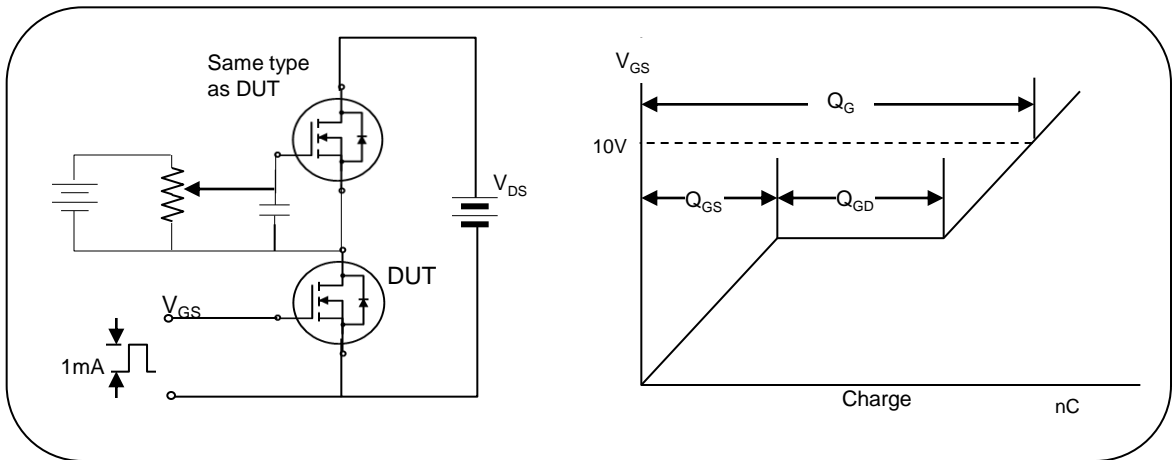 Same type
as DUT
V_DS
DUT
V_GS
1mA
V_GS
Q_G
10V
Q_GS
Q_GD
Charge
nC